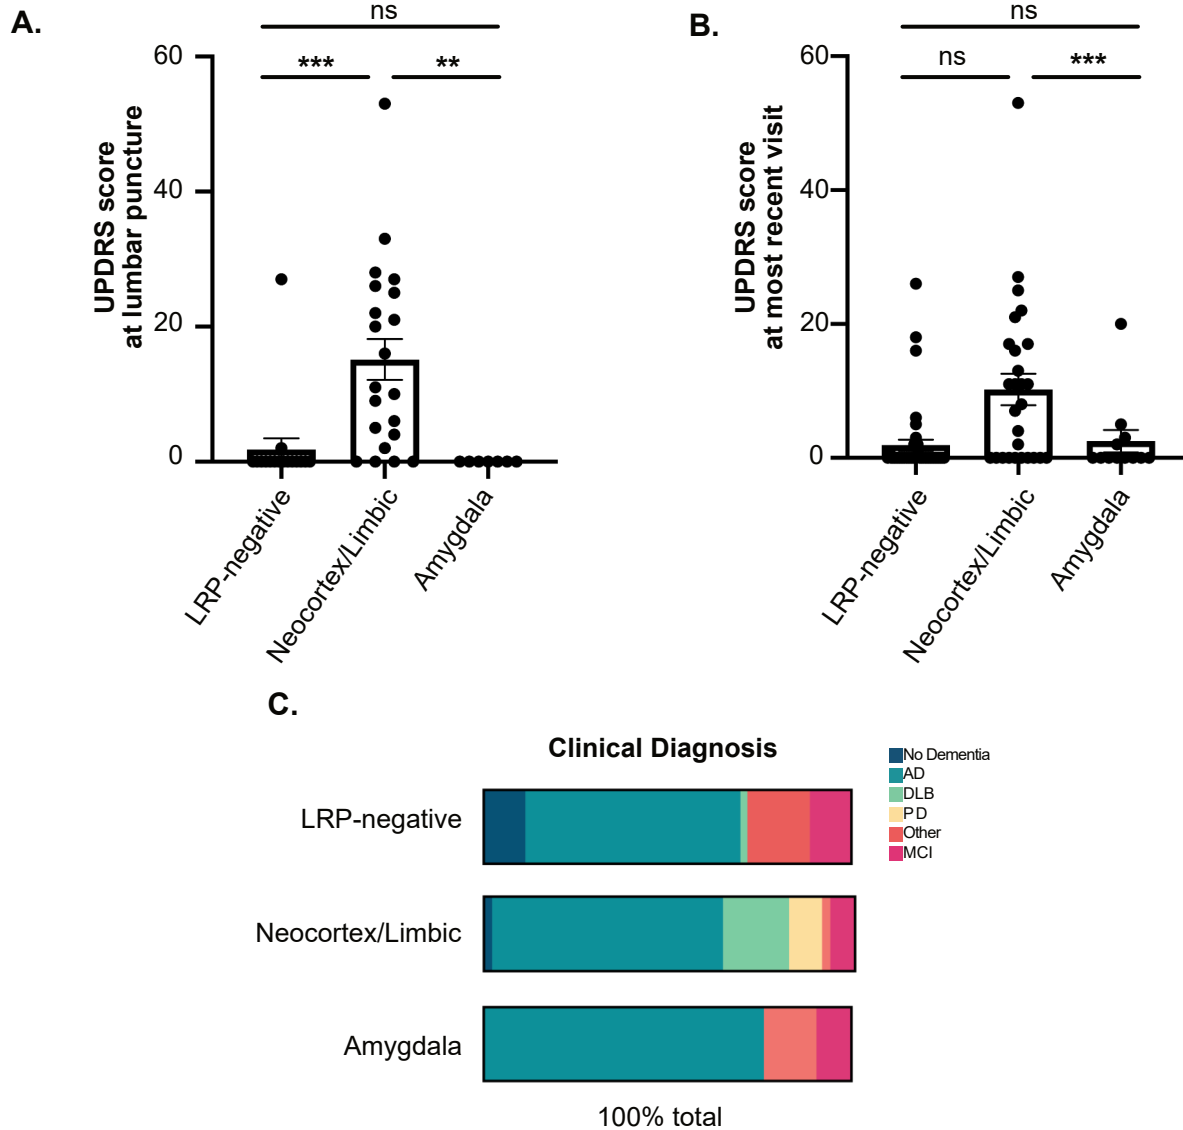 A.
ns
***
**
60
40
20
0
UPDRS score
at lumbar puncture
LRP-negative
Neocortex/Limbic
Amygdala
B.
ns
ns
***
60
40
20
0
UPDRS score
at most recent visit
LRP-negative
Neocortex/Limbic
Amygdala
C.
Clinical Diagnosis
LRP-negative
Neocortex/Limbic
Amygdala
100% total
No Dementia
AD
DLB
PD
Other
MCI